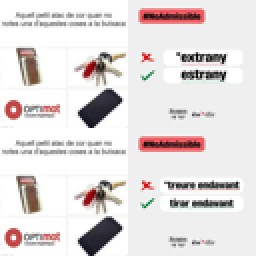 Aquell petit atac de cor quan no
notes una d'aquestes coses a la butxaca
#NoAdmissible
*extrany
estrany
OPTIMOT
Aquell petit atac de cor quan no
notes una d'aquestes coses a la butxaca
#NoAdmissible
*treure endavant
tirar endavant
OPTIMOT